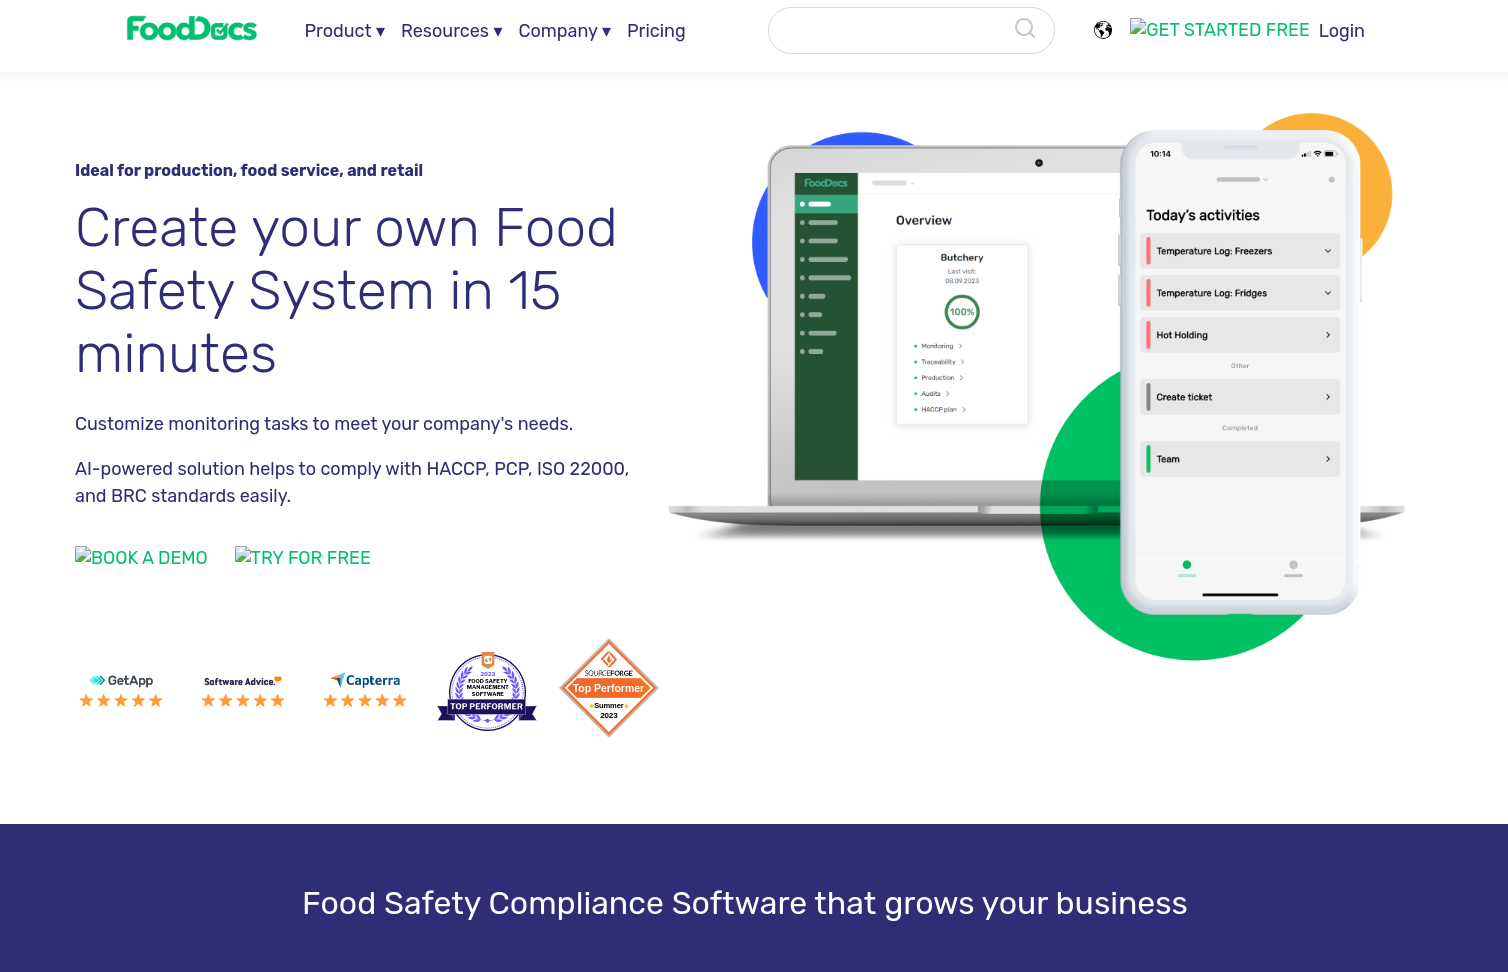 FoodDocs
Product ▾ Resources ▾ Company ▾ Pricing
GET STARTED FREE
Login
Ideal for production, food service, and retail
Create your own Food
Safety System in 15
minutes
Customize monitoring tasks to meet your company's needs.
AI-powered solution helps to comply with HACCP, PCP, ISO 22000,
and BRC standards easily.
BOOK A DEMO
TRY FOR FREE
FoodDocs
Overview
Butchery
Last visit:
08.09.2023
100%
Monitoring
Traceability
Production
Audits
HACCP plan
10:14
Today's activities
Temperature Log: Freezers
Temperature Log: Fridges
Hot Holding
Other
Create ticket
Completed
Team
GetApp
Software Advice.
Capterra
2023
FOOD SAFETY
MANAGEMENT
SOFTWARE
TOP PERFORMER
SOURCEFORGE
Top Performer
Summer
2023
Food Safety Compliance Software that grows your business